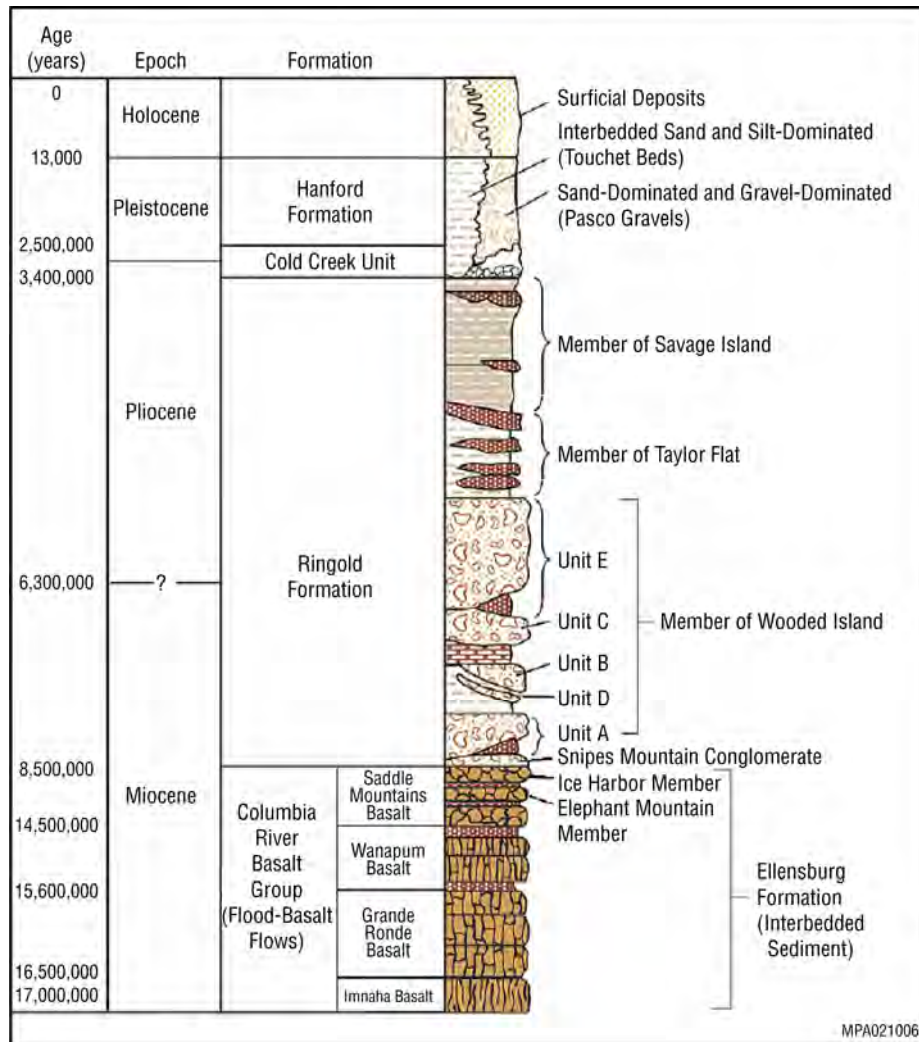 Age
(years)
Epoch
Formation
0
Holocene
Surficial Deposits
Interbedded Sand and Silt-Dominated
(Touchet Beds)
13,000
Pleistocene
Hanford
Formation
Sand-Dominated and Gravel-Dominated
(Pasco Gravels)
2,500,000
Cold Creek Unit
3,400,000
Member of Savage Island
Pliocene
Member of Taylor Flat
Ringold
Formation
Unit E
6,300,000
?
Unit C
Member of Wooded Island
Unit B
Unit D
Unit A
Snipes Mountain Conglomerate
8,500,000
Miocene
Columbia
River
Basalt
Group
(Flood-Basalt
Flows)
Saddle
Mountains
Basalt
Ice Harbor Member
Elephant Mountain
Member
14,500,000
Wanapum
Basalt
15,600,000
Grande
Ronde
Basalt
Ellensburg
Formation
(Interbedded
Sediment)
16,500,000
17,000,000
Imnaha Basalt
MPA021006